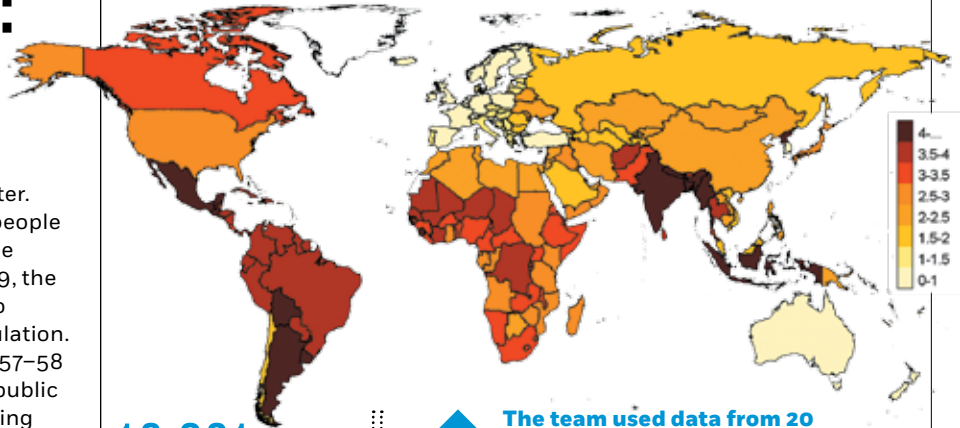 ter.
people
e
9, the
o
ulation.
57–58
public
ing
4-...
3.5-4
3-3.5
2.5-3
2-2.5
1.5-2
1-1.5
0-1
The team used data from 20